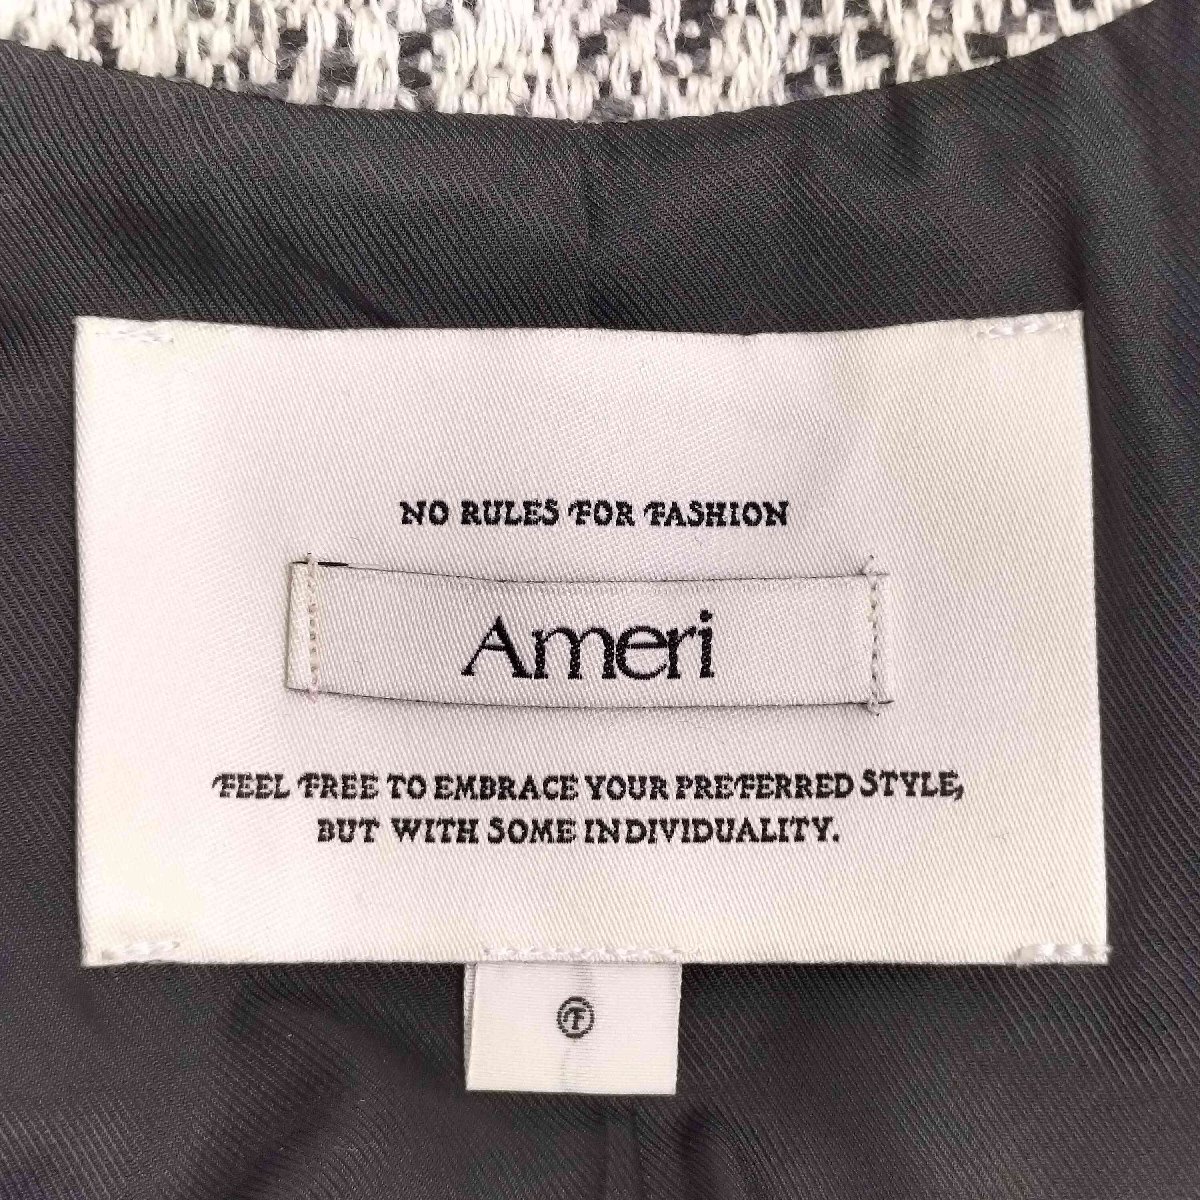 NO RULES FOR FASHION
Ameri
FEEL FREE TO EMBRACE YOUR PREFERRED STYLE,
BUT WITH SOME INDIVIDUALITY.
F